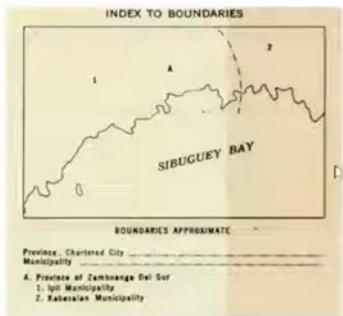 INDEX TO BOUNDARIES
1
A
2
SIBUGUEY BAY
BOUNDARIES APPROXIMATE
Province, Chartered City
Municipality
A. Province of Zamboanga Del Sur
1. Ipil Municipality
2. Kabasalan Municipality